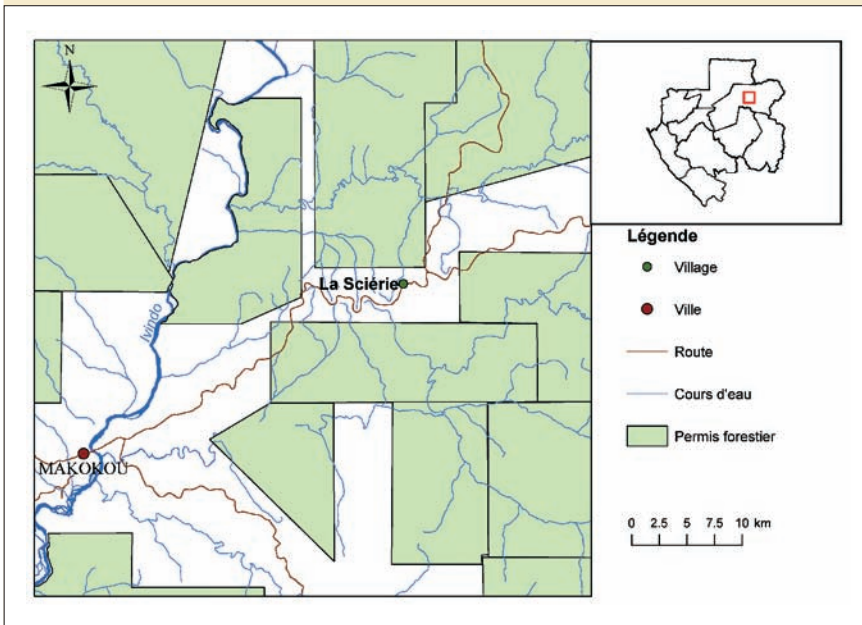 N
La Sciérie
Ivindo
MAKOKOU
Légende
Village
Ville
Route
Cours d'eau
Permis forestier
0 2.5 5 7.5 10 km